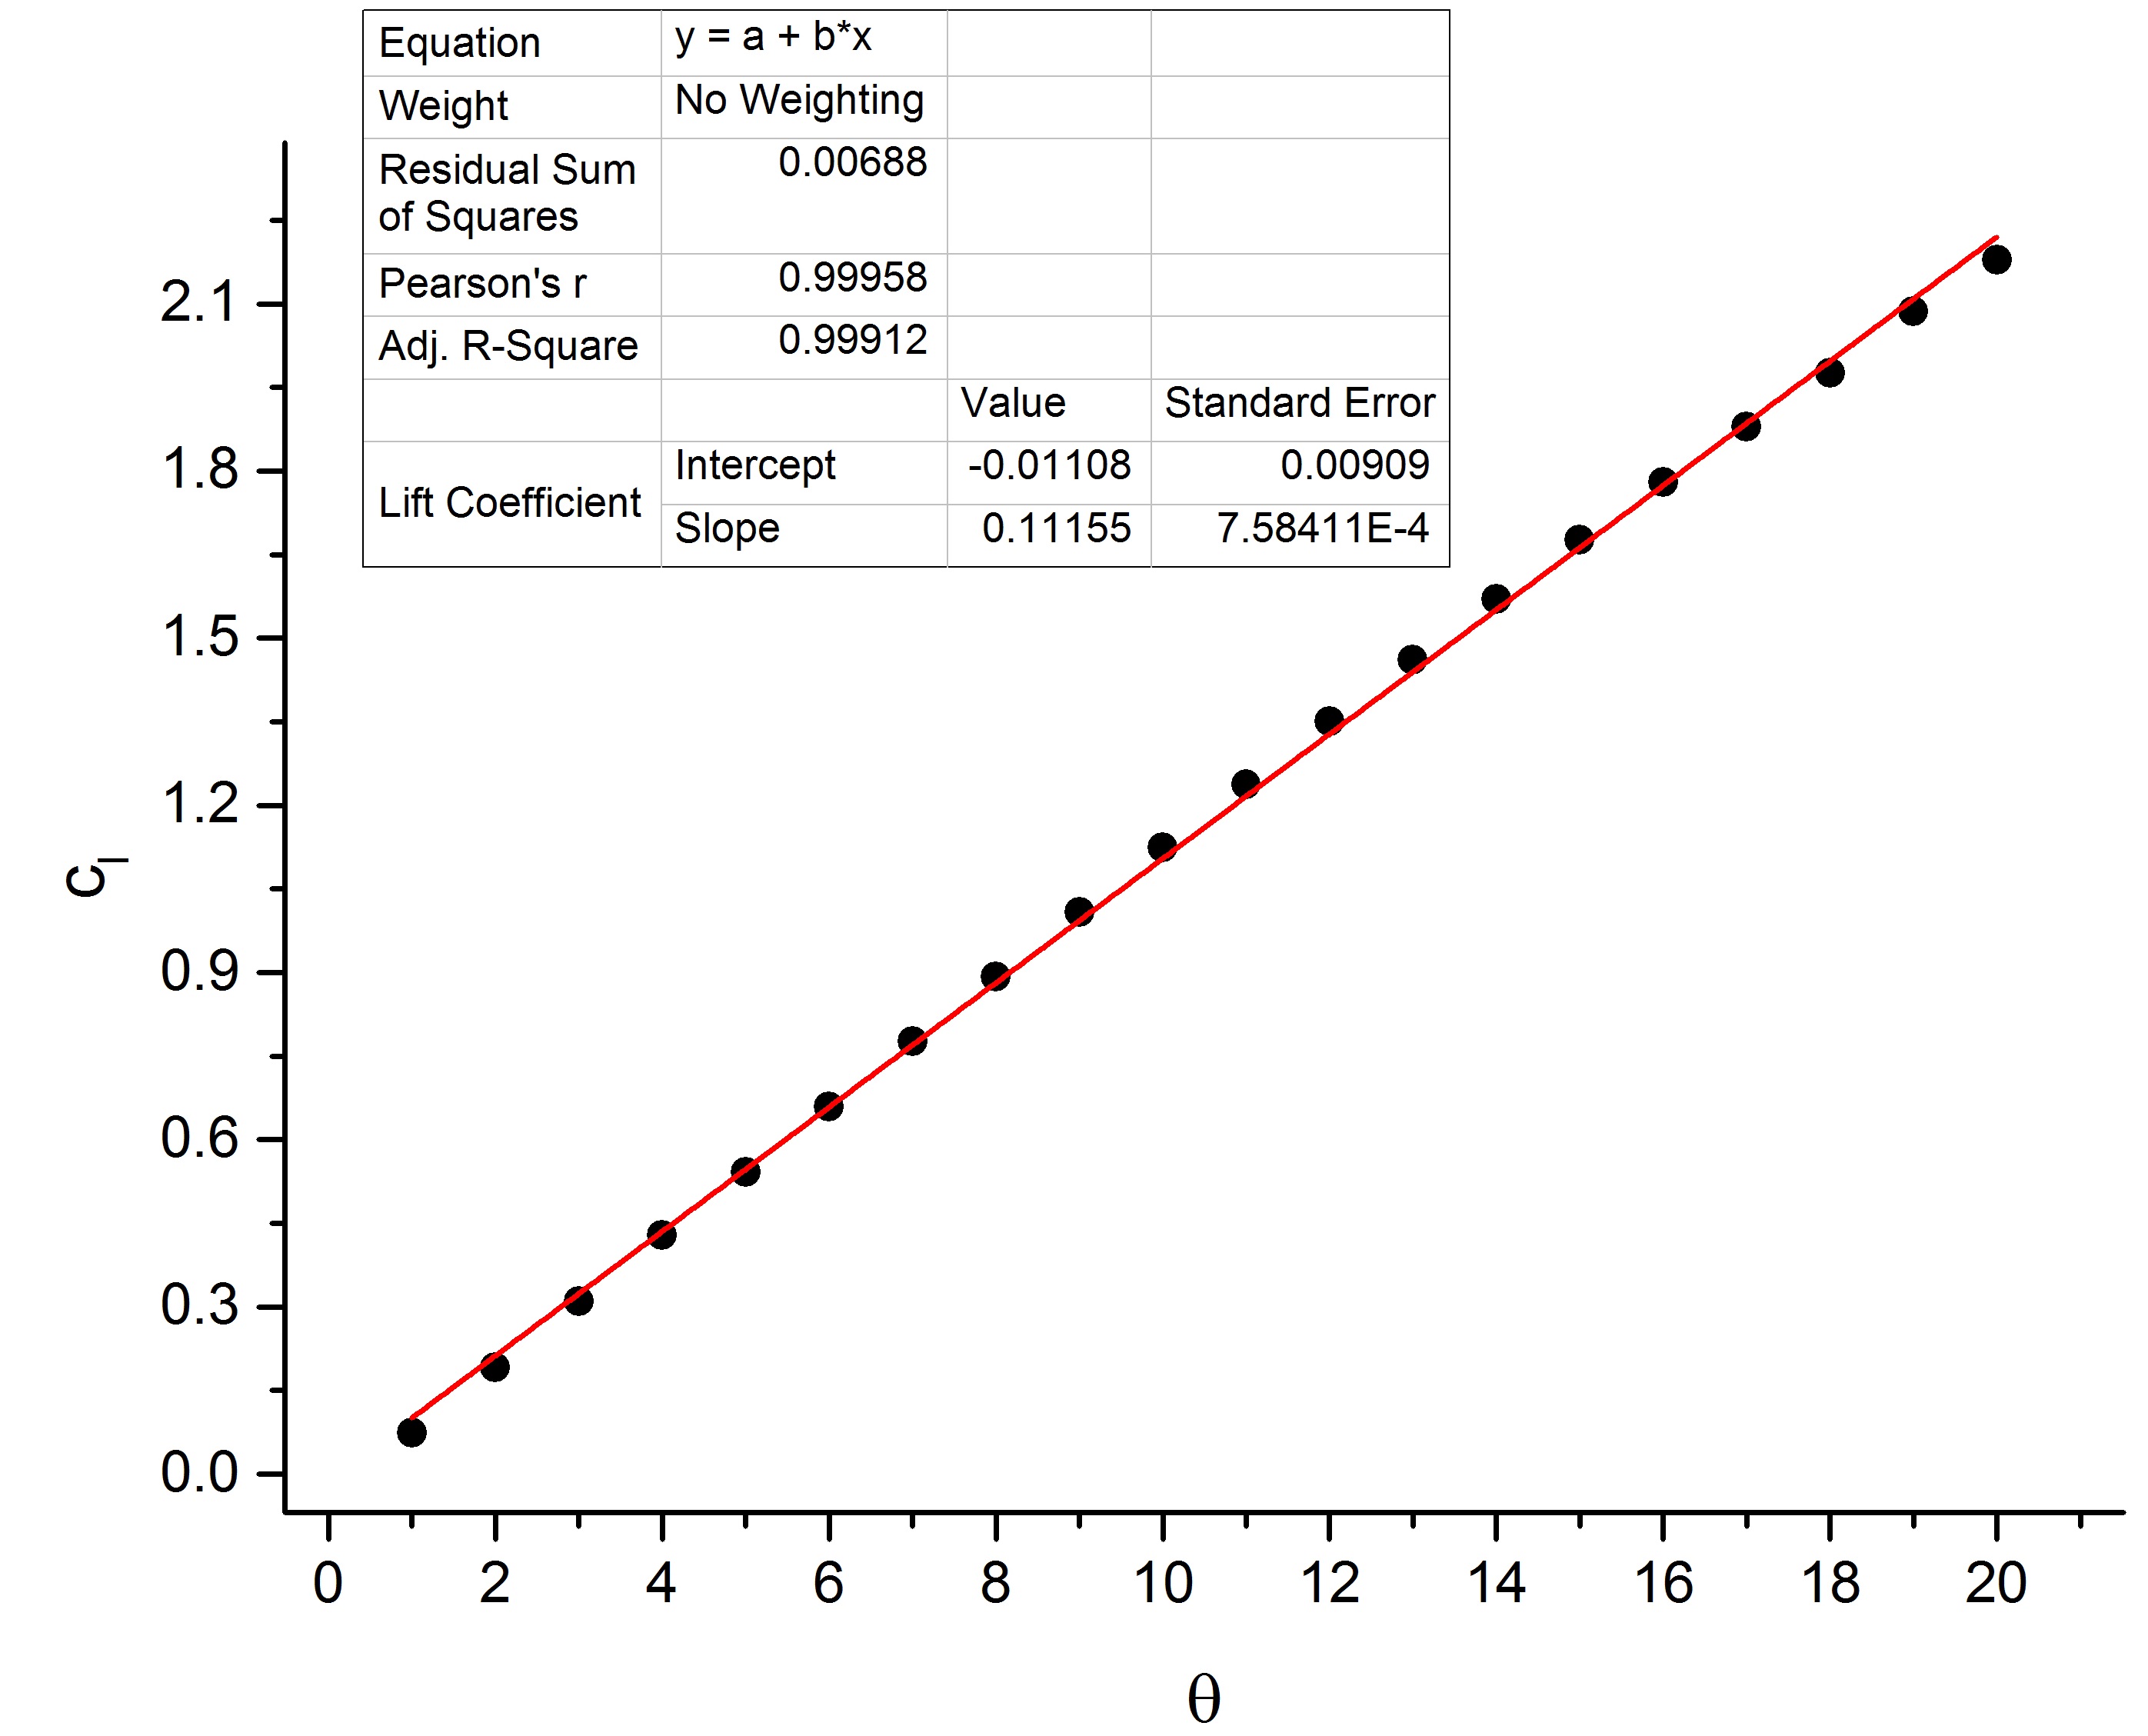 Equation y = a + b*x
Weight No Weighting
Residual Sum 0.00688
of Squares
Pearson's r 0.99958
Adj. R-Square 0.99912
Value Standard Error
Lift Coefficient Intercept -0.01108 0.00909
Slope 0.11155 7.58411E-4
2.1
1.8
1.5
1.2
0.9
0.6
0.3
0.0
cl
0 2 4 6 8 10 12 14 16 18 20
θ